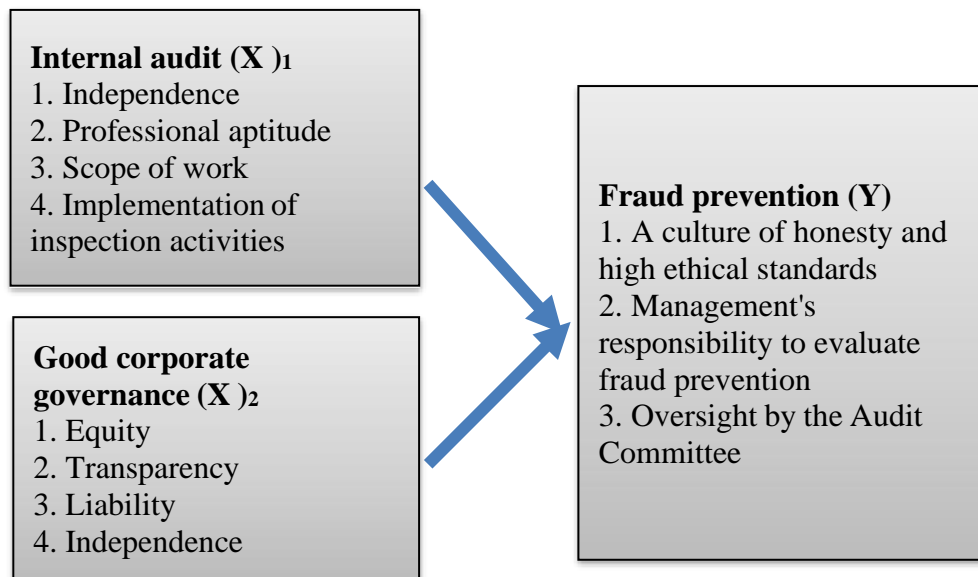 Internal audit (X )1
1. Independence
2. Professional aptitude
3. Scope of work
4. Implementation of
inspection activities
Good corporate
governance (X )2
1. Equity
2. Transparency
3. Liability
4. Independence
Fraud prevention (Y)
1. A culture of honesty and
high ethical standards
2. Management's
responsibility to evaluate
fraud prevention
3. Oversight by the Audit
Committee